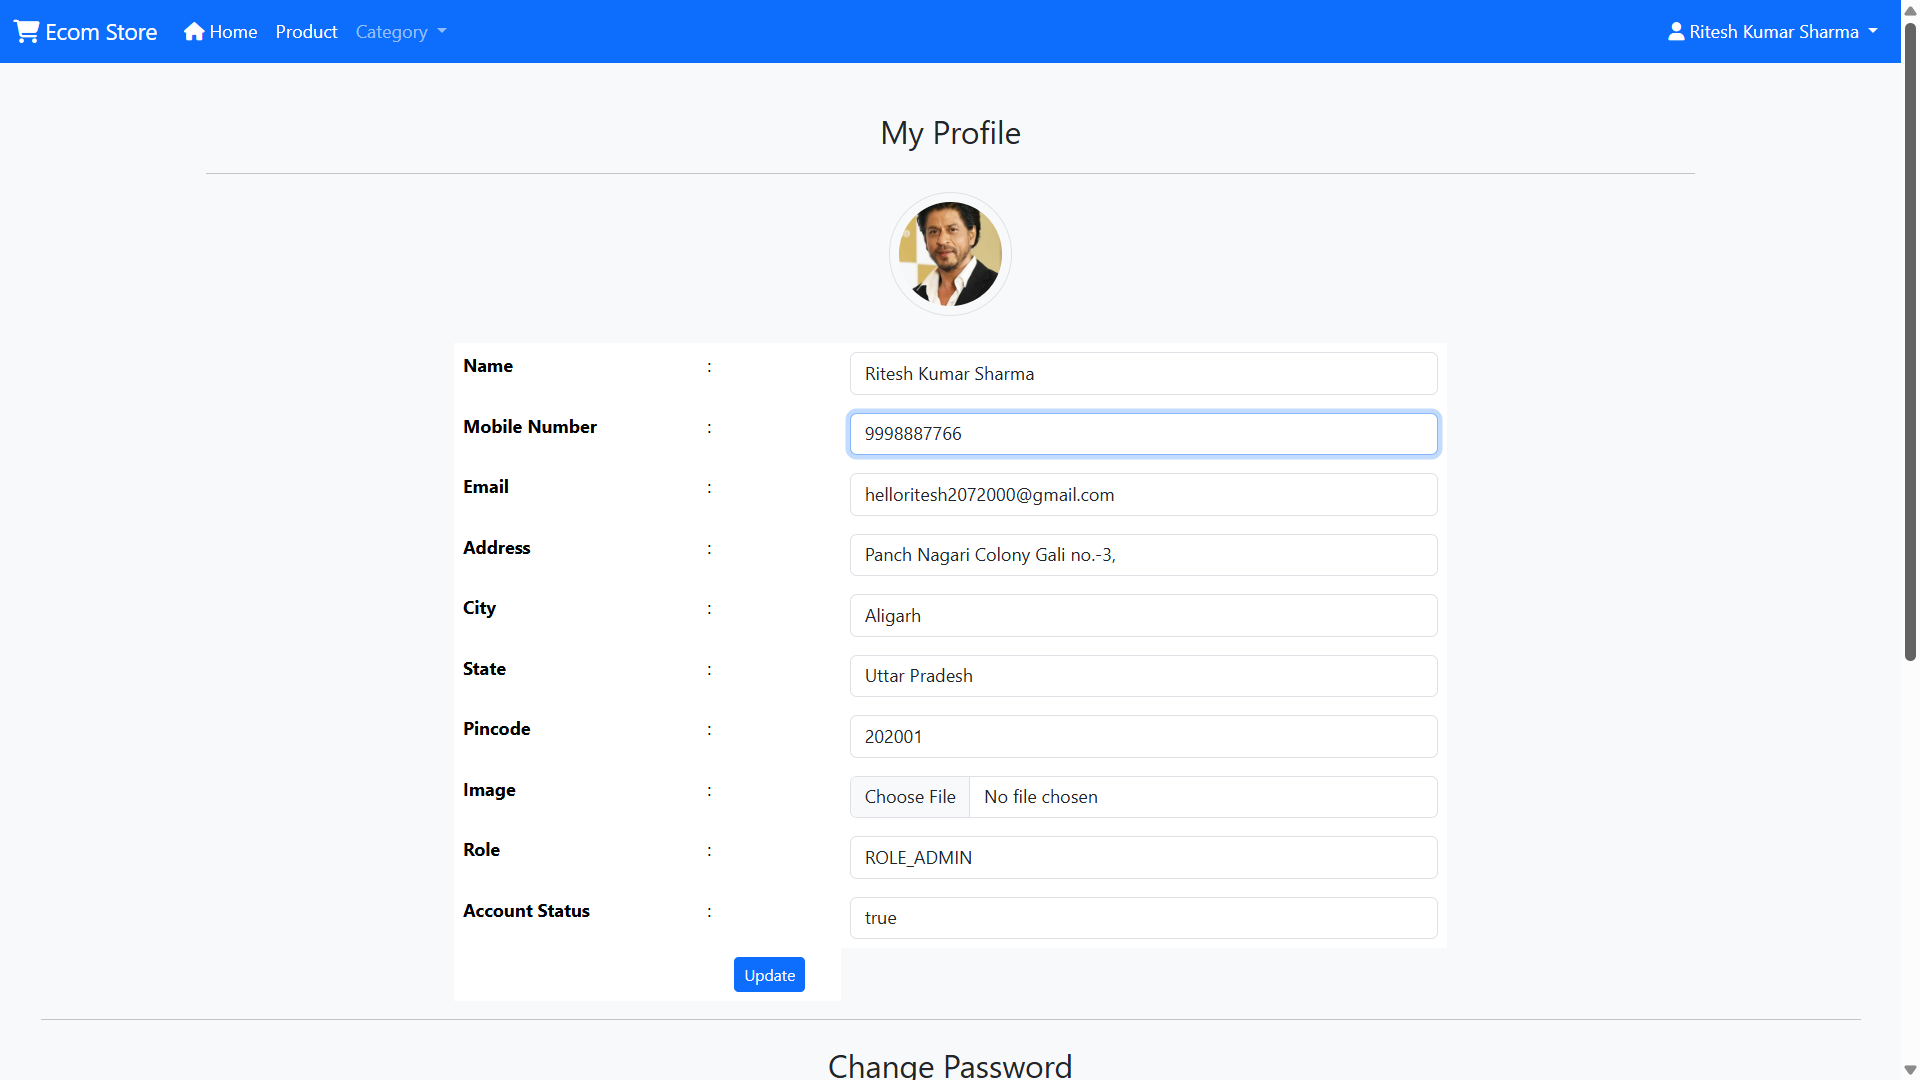 Ecom Store Home Product Category Ritesh Kumar Sharma
My Profile
Name : Ritesh Kumar Sharma
Mobile Number : 9998887766
Email : helloritesh2072000@gmail.com
Address : Panch Nagari Colony Gali no.-3,
City : Aligarh
State : Uttar Pradesh
Pincode : 202001
Image : Choose File No file chosen
Role : ROLE_ADMIN
Account Status : true
Update
Change Password